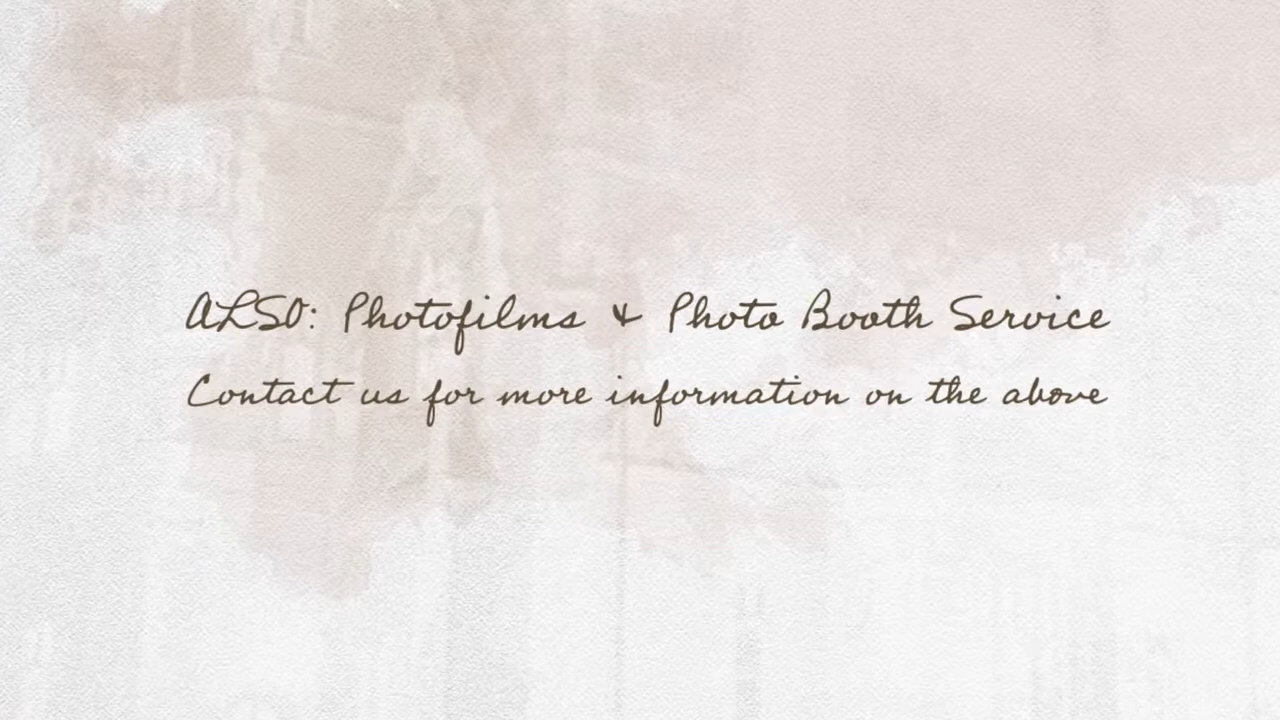 ALSO: Photofilms & Photo Booth Service
Contact us for more information on the above